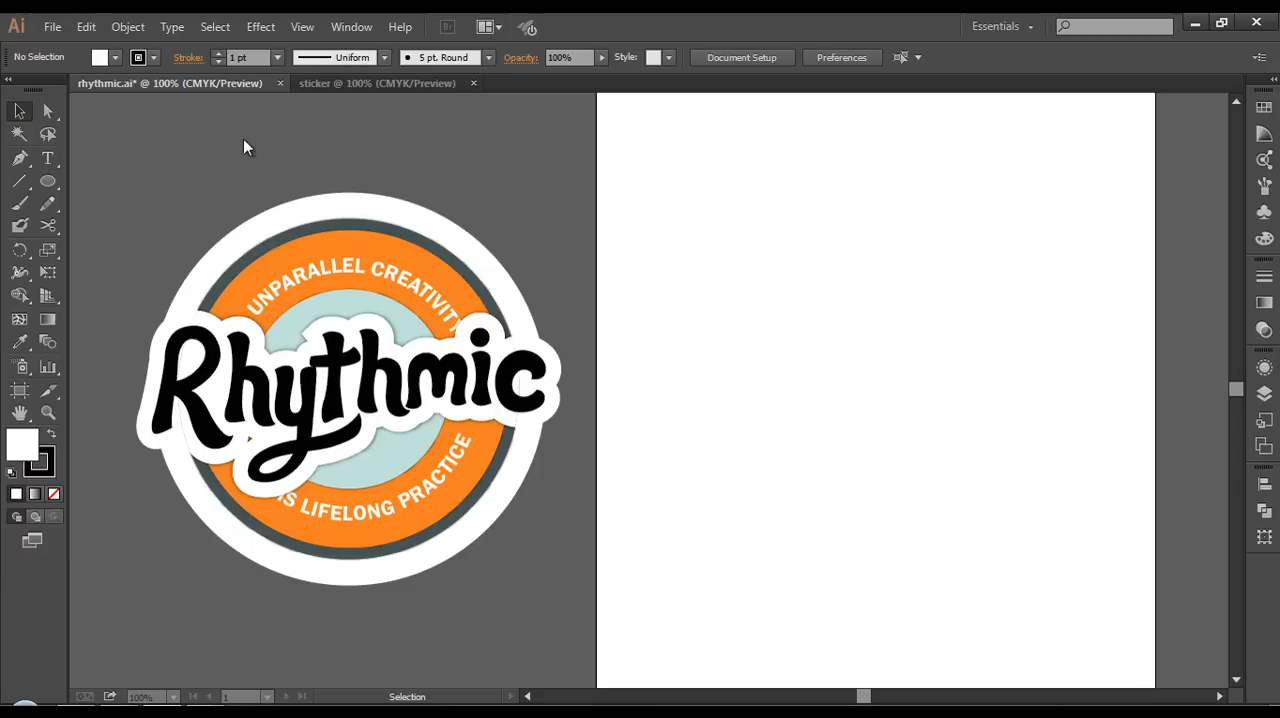 Ai File Edit Object Type Select Effect View Window Help Br Essentials
No Selection Stroke: 1 pt Uniform 5 pt. Round Opacity: 100% Style: Document Setup Preferences
rhythmic.ai* @ 100% (CMYK/Preview) sticker @ 100% (CMYK/Preview)
UNPARALLEL CREATIVITY
Rhythmic
IS LIFELONG PRACTICE
100% 1 Selection